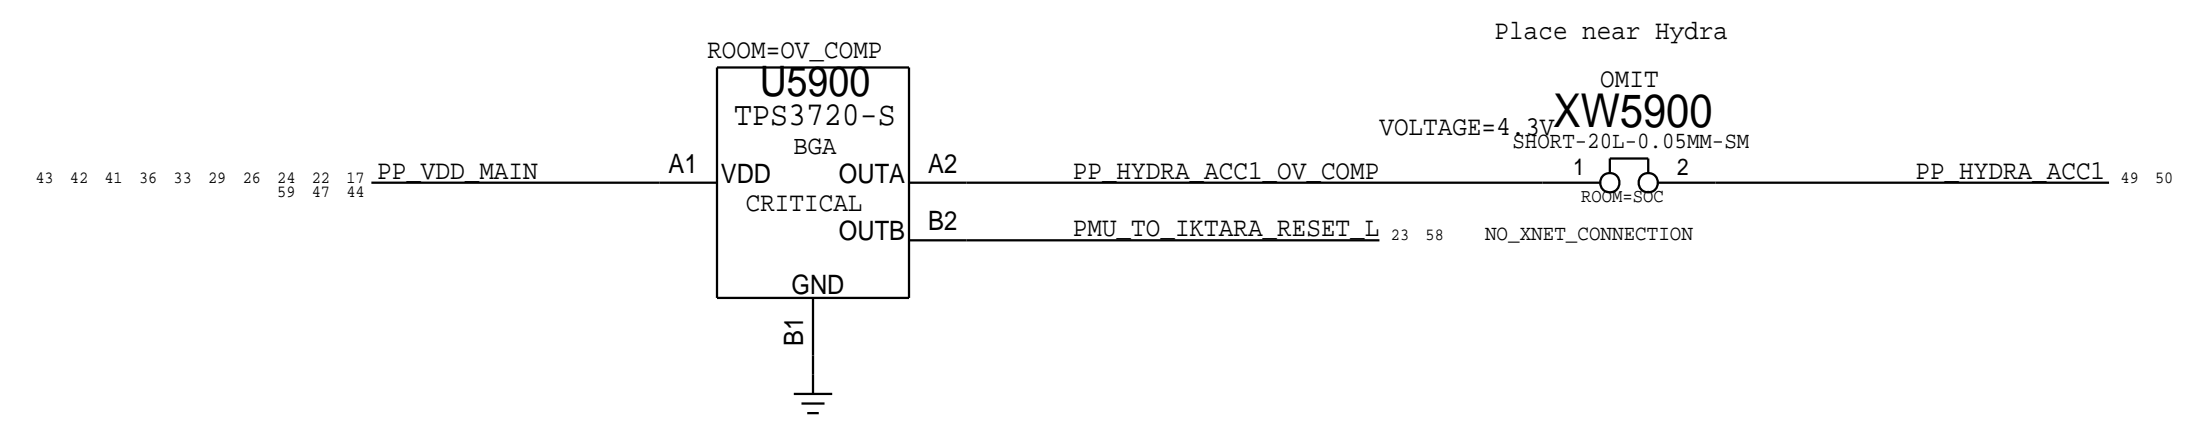 Place near Hydra
ROOM=OV_COMP
U5900
TPS3720-S
BGA
OMIT
XW5900
VOLTAGE=4.3V
SHORT-20L-0.05MM-SM
43 42 41 36 33 29 26 24 22 17 PP_VDD_MAIN A1 VDD OUTA A2 PP_HYDRA_ACC1_OV_COMP 1 2 PP_HYDRA_ACC1 49 50
59 47 44
ROOM=SOC
CRITICAL
OUTB B2 PMU_TO_IKTARA_RESET_L 23 58 NO_XNET_CONNECTION
GND
B1